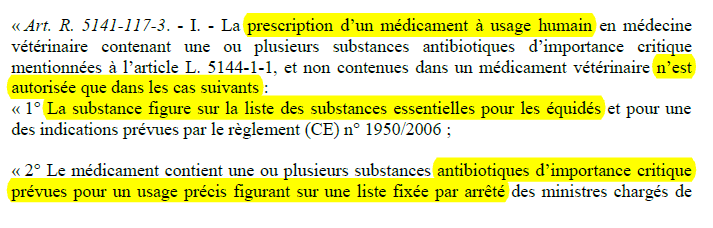 « Art. R. 5141-117-3. - I. - La prescription d’un médicament à usage humain en médecine
vétérinaire contenant une ou plusieurs substances antibiotiques d’importance critique
mentionnées à l’article L. 5144-1-1, et non contenues dans un médicament vétérinaire n’est
autorisée que dans les cas suivants :
« 1° La substance figure sur la liste des substances essentielles pour les équidés et pour une
des indications prévues par le règlement (CE) n° 1950/2006 ;
« 2° Le médicament contient une ou plusieurs substances antibiotiques d’importance critique
prévues pour un usage précis figurant sur une liste fixée par arrêté des ministres chargés de